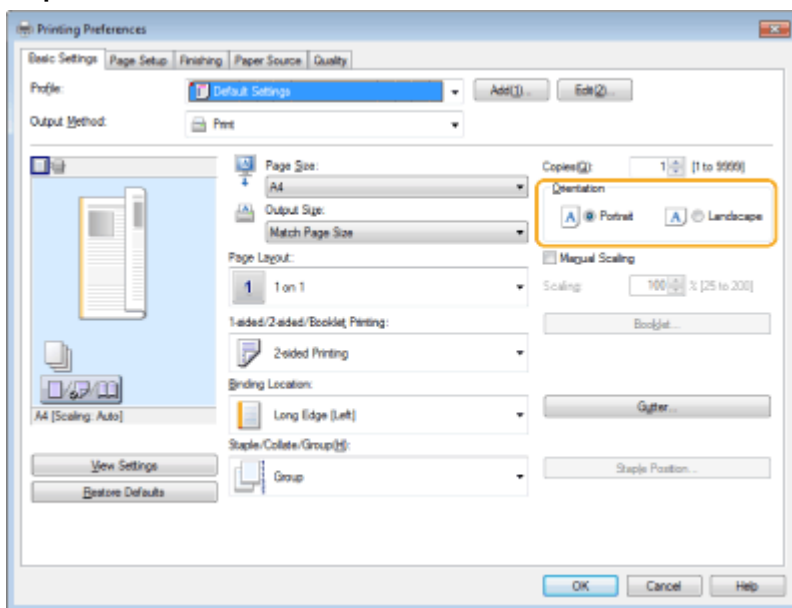 Printing Preferences
Basic Settings Page Setup Finishing Paper Source Quality
Profile: Default Settings Add(1)... Edit(2)...
Output Method: Print
Page Size: Copies(Q): 1 [1 to 9999]
A4 Orientation
Output Size: A Portrait A Landscape
Match Page Size
Page Layout: Manual Scaling
1 1 on 1 Scaling: 100 % [25 to 200]
1-sided/2-sided/Booklet Printing: Booklet...
2-sided Printing
Binding Location:
A4 [Scaling: Auto] Long Edge (Left) Gutter...
Staple/Collate/Group(H):
View Settings Group Staple Position...
Restore Defaults
OK Cancel Help